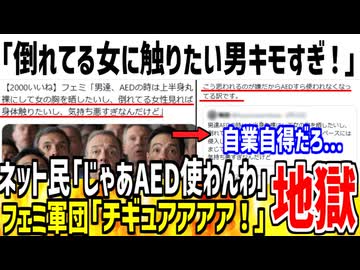 「倒れてる女に触りたい男キモすぎ!」
【2000いいね】フェミ「男達、AEDの時は上半身丸
裸にして女の胸を晒したいし、倒れてる女性見れば
身体触りたいし、気持ち悪すぎなんだけど」
こう思われるのが嫌だからAEDすら使われなくなっ
てる訳です。
自業自得だろ…
ネット民「じゃあAED使わんわ」
フェミ軍団「チギュアアアア!」
地獄